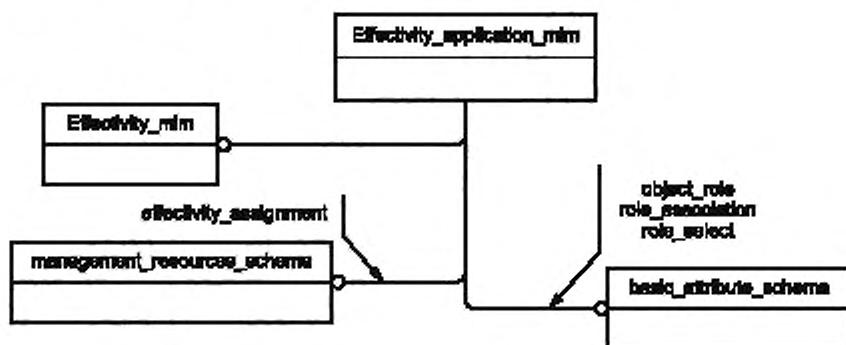 Effectivity_application_mim
Effectivity_mim
effectivity_assignment
object_role
role_association
role_select
management_resources_schema
basic_attribute_schema